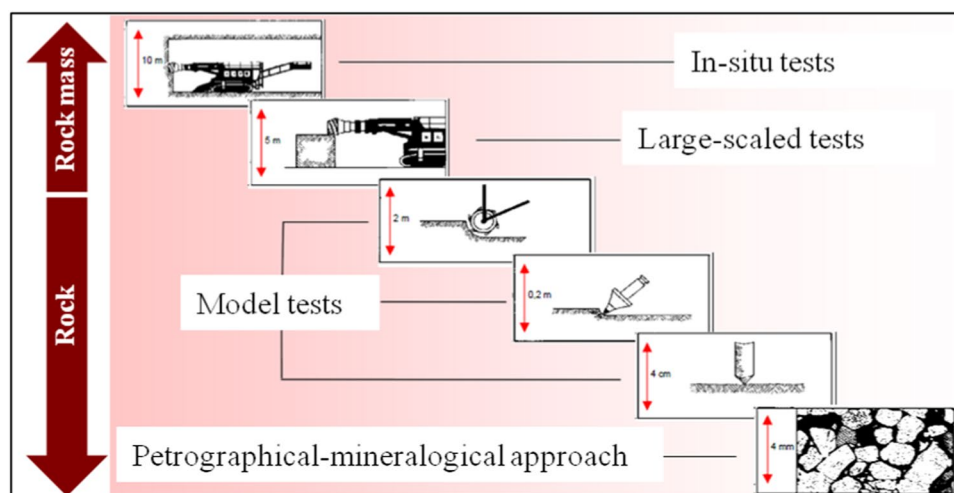 Rock mass
10 m
In-situ tests
5 m
Large-scaled tests
2 m
Rock
Model tests
0,2 m
4 cm
4 mm
Petrographical-mineralogical approach